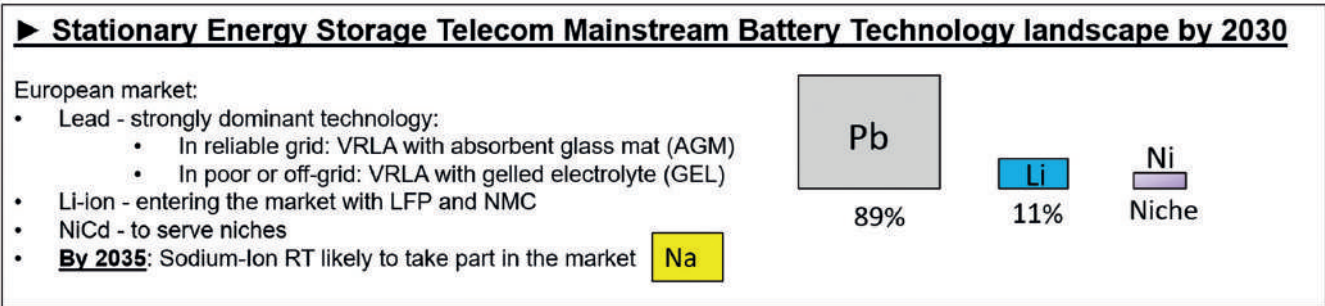 ► Stationary Energy Storage Telecom Mainstream Battery Technology landscape by 2030
European market:
• Lead - strongly dominant technology:
• In reliable grid: VRLA with absorbent glass mat (AGM)
• In poor or off-grid: VRLA with gelled electrolyte (GEL)
• Li-ion - entering the market with LFP and NMC
• NiCd - to serve niches
• By 2035: Sodium-Ion RT likely to take part in the market
Na
Pb
89%
Li
11%
Ni
Niche